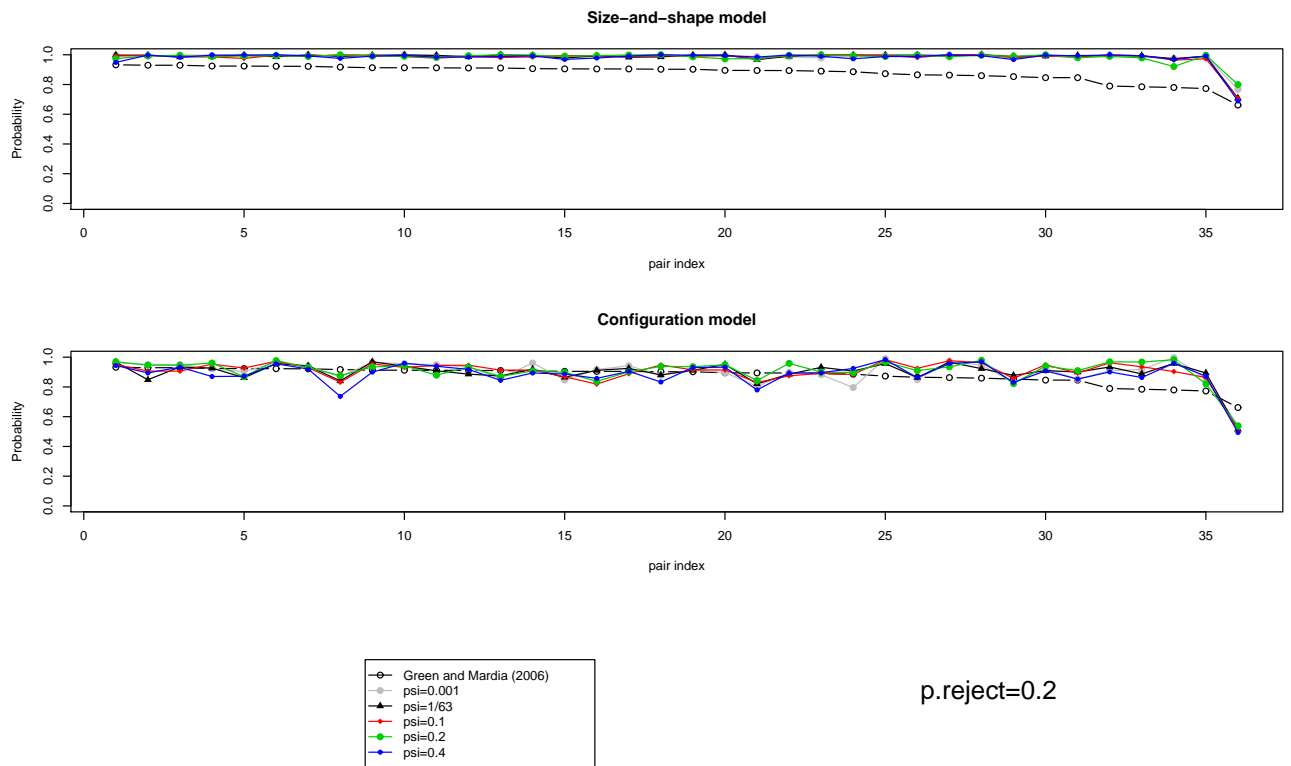 Size−and−shape model
Probability
0.0 0.2 0.4 0.6 0.8 1.0
0 5 10 15 20 25 30 35
pair index
Configuration model
Probability
0.0 0.2 0.4 0.6 0.8 1.0
0 5 10 15 20 25 30 35
pair index
Green and Mardia (2006)
psi=0.001
psi=1/63
psi=0.1
psi=0.2
psi=0.4
p.reject=0.2